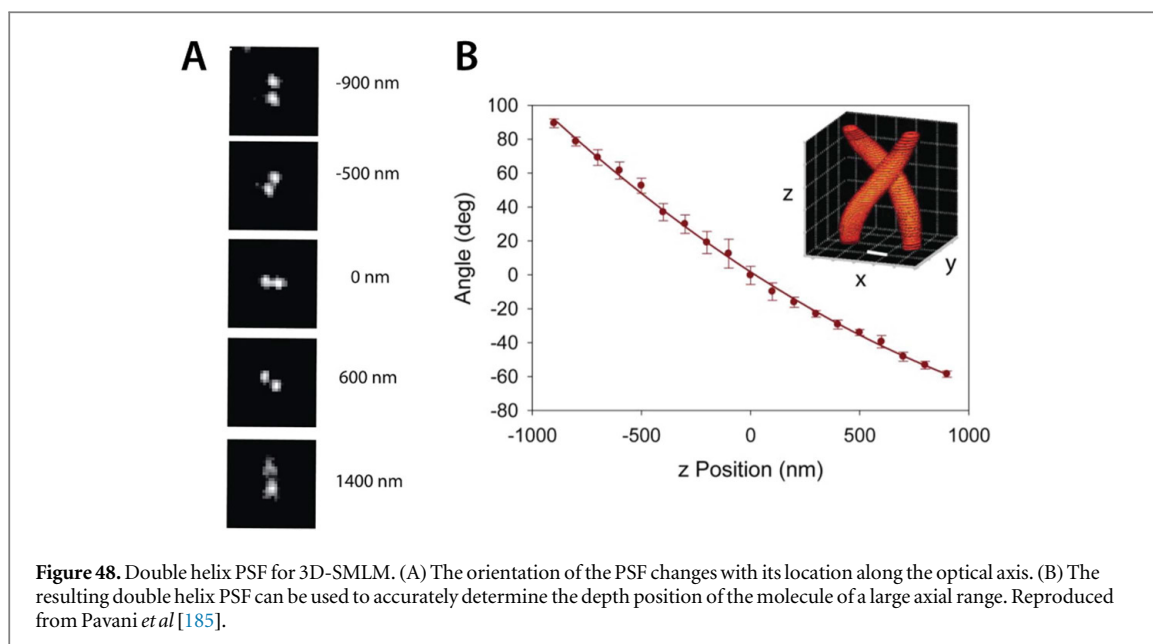 A
-900 nm
-500 nm
0 nm
600 nm
1400 nm
B
100
80
60
40
20
0
-20
-40
-60
-80
Angle (deg)
-1000
-500
0
500
1000
z Position (nm)
z
x
y
Figure 48. Double helix PSF for 3D-SMLM. (A) The orientation of the PSF changes with its location along the optical axis. (B) The
resulting double helix PSF can be used to accurately determine the depth position of the molecule of a large axial range. Reproduced
from Pavani et al [185].